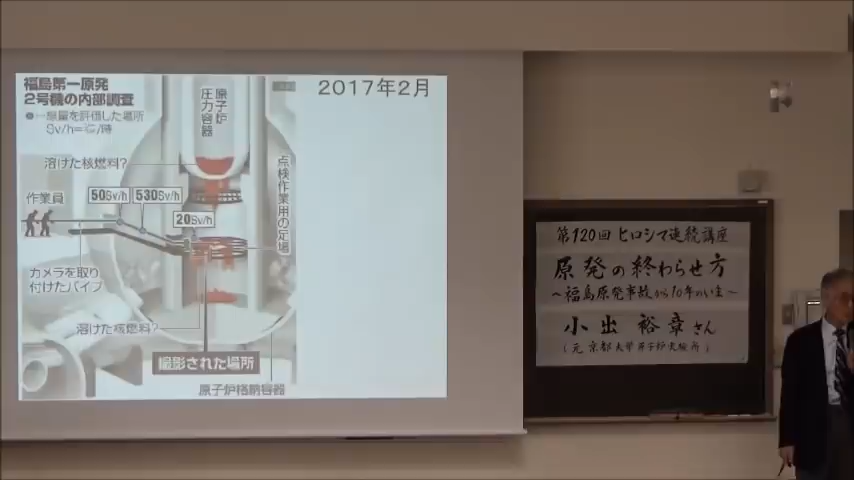 福島第一原発
2号機の内部調査
●=線量を評価した場所
Sv/h=㏜/時
2017年2月
原子炉
圧力容器
溶けた核燃料?
点検作業用の足場
作業員
50Sv/h
530Sv/h
20Sv/h
カメラを取り
付けたパイプ
溶けた核燃料?
撮影された場所
原子炉格納容器
第120回 ヒロシマ連続講座
原発の終わらせ方
～福島原発事故から10年のいま～
小出 裕章さん
(元京都大学原子炉実験所)